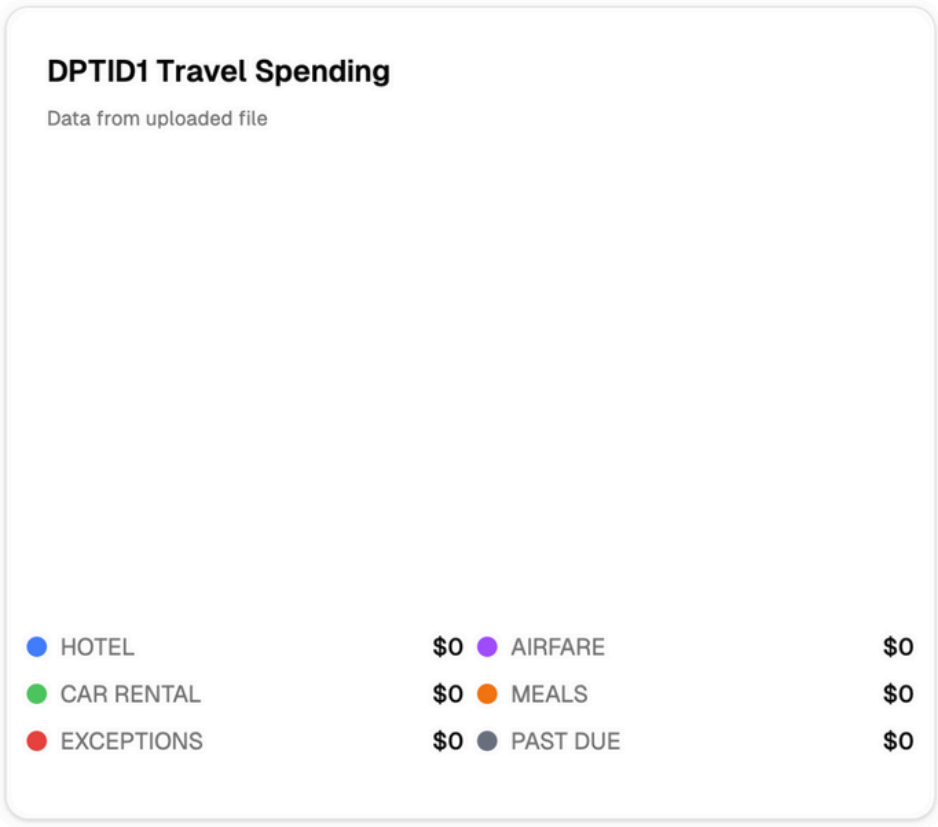 DPTID1 Travel Spending
Data from uploaded file
HOTEL $0 AIRFARE $0
CAR RENTAL $0 MEALS $0
EXCEPTIONS $0 PAST DUE $0